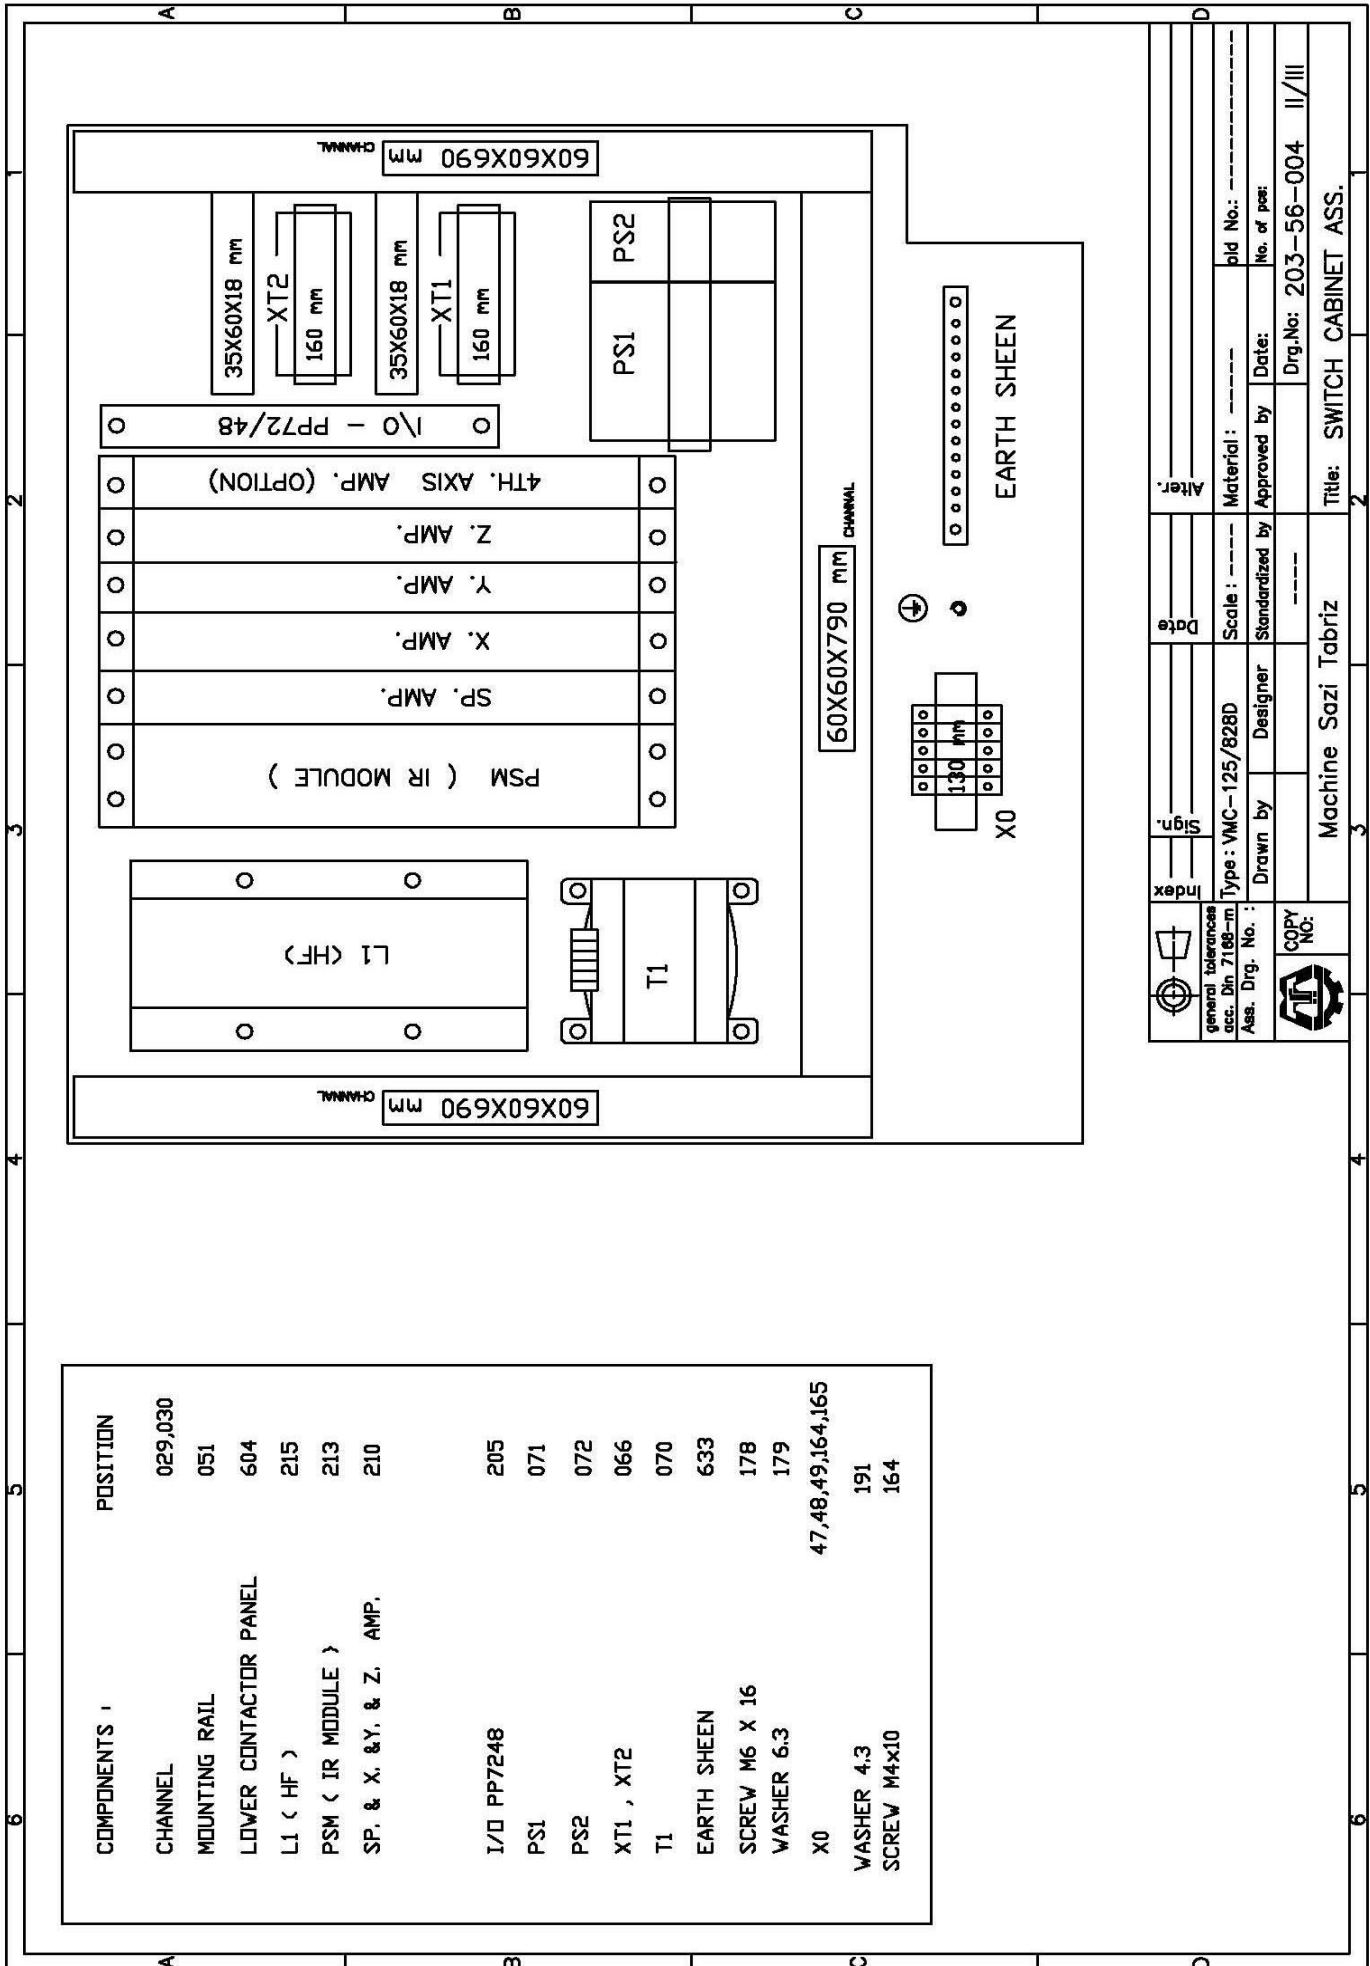 COMPONENTS : POSITION
CHANNEL 029,030
MOUNTING RAIL 051
LOWER CONTACTOR PANEL 604
L1 ( HF ) 215
PSM ( IR MODULE ) 213
SP. & X. &Y. & Z. AMP. 210
I/O PP7248 205
PS1 071
PS2 072
XT1 , XT2 066
T1 070
EARTH SHEEN 633
SCREW M6 X 16 178
WASHER 6.3 179
X0 47,48,49,164,165
WASHER 4.3 191
SCREW M4x10 164
60X60X690 mm CHANNAL
L1 (HF)
T1
PSM ( IR MODULE )
SP. AMP.
X. AMP.
Y. AMP.
Z. AMP.
4TH. AXIS AMP. (OPTION)
I\O - PP72/48
35X60X18 mm
XT2
160 mm
35X60X18 mm
XT1
160 mm
PS1
PS2
60X60X690 mm CHANNAL
60X60X790 mm CHANNAL
130 mm
X0
EARTH SHEEN
Index Sign. Date Alter.
general tolerances
acc. Din 7168-m
Type : VMC-125/828D
Scale : ----
Material : -----
old No.: ------------
Ass. Drg. No. :
Drawn by
Designer
Standardized by
Approved by
Date:
No. of pos:
COPY
NO:
----
Drg.No: 203-56-004 II/III
Machine Sazi Tabriz
Title: SWITCH CABINET ASS.
A B C D
A B C D
6 5 4 3 2 1
6 5 4 3 2 1